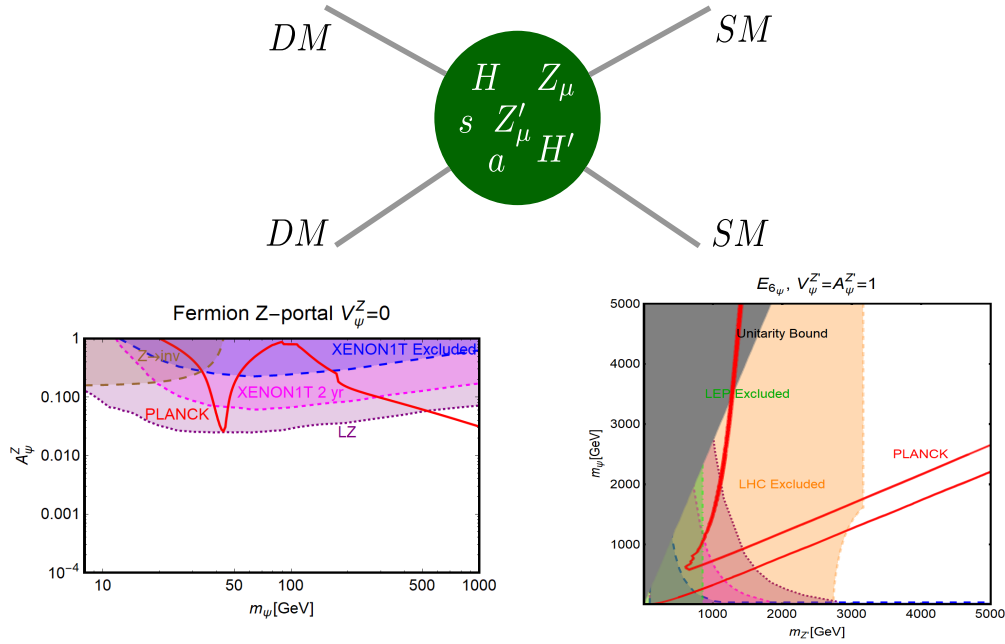 DM
SM
H Z_μ
s Z'_μ
a H'
DM
SM
Fermion Z-portal V^Z_ψ=0
1
0.100
0.010
0.001
10^-4
A^Z_ψ
Z→inv
XENON1T Excluded
XENON1T 2 yr
PLANCK
LZ
10 50 100 500 1000
m_ψ[GeV]
E_6ψ, V^Z'_ψ=A^Z'_ψ=1
5000
4000
3000
2000
1000
m_ψ[GeV]
Unitarity Bound
LEP Excluded
PLANCK
LHC Excluded
1000 2000 3000 4000 5000
m_Z'[GeV]